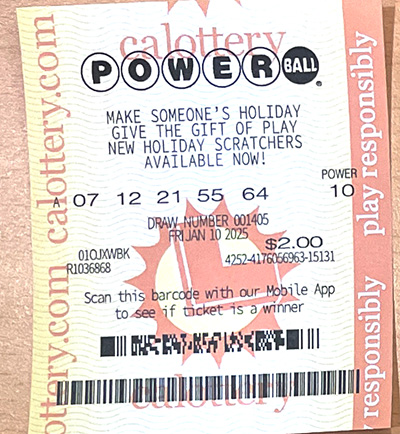 calottery
POWERBALL
MAKE SOMEONE'S HOLIDAY
GIVE THE GIFT OF PLAY
NEW HOLIDAY SCRATCHERS
AVAILABLE NOW!
POWER
A 07 12 21 55 64 10
DRAW NUMBER 001405
FRI JAN 10 2025
$2.00
01OJXWBK
R1036868
4252-4176056963-15131
Scan this barcode with our Mobile App
to see if ticket is a winner
calottery
calottery.com
calottery.com
play responsibly
responsibly